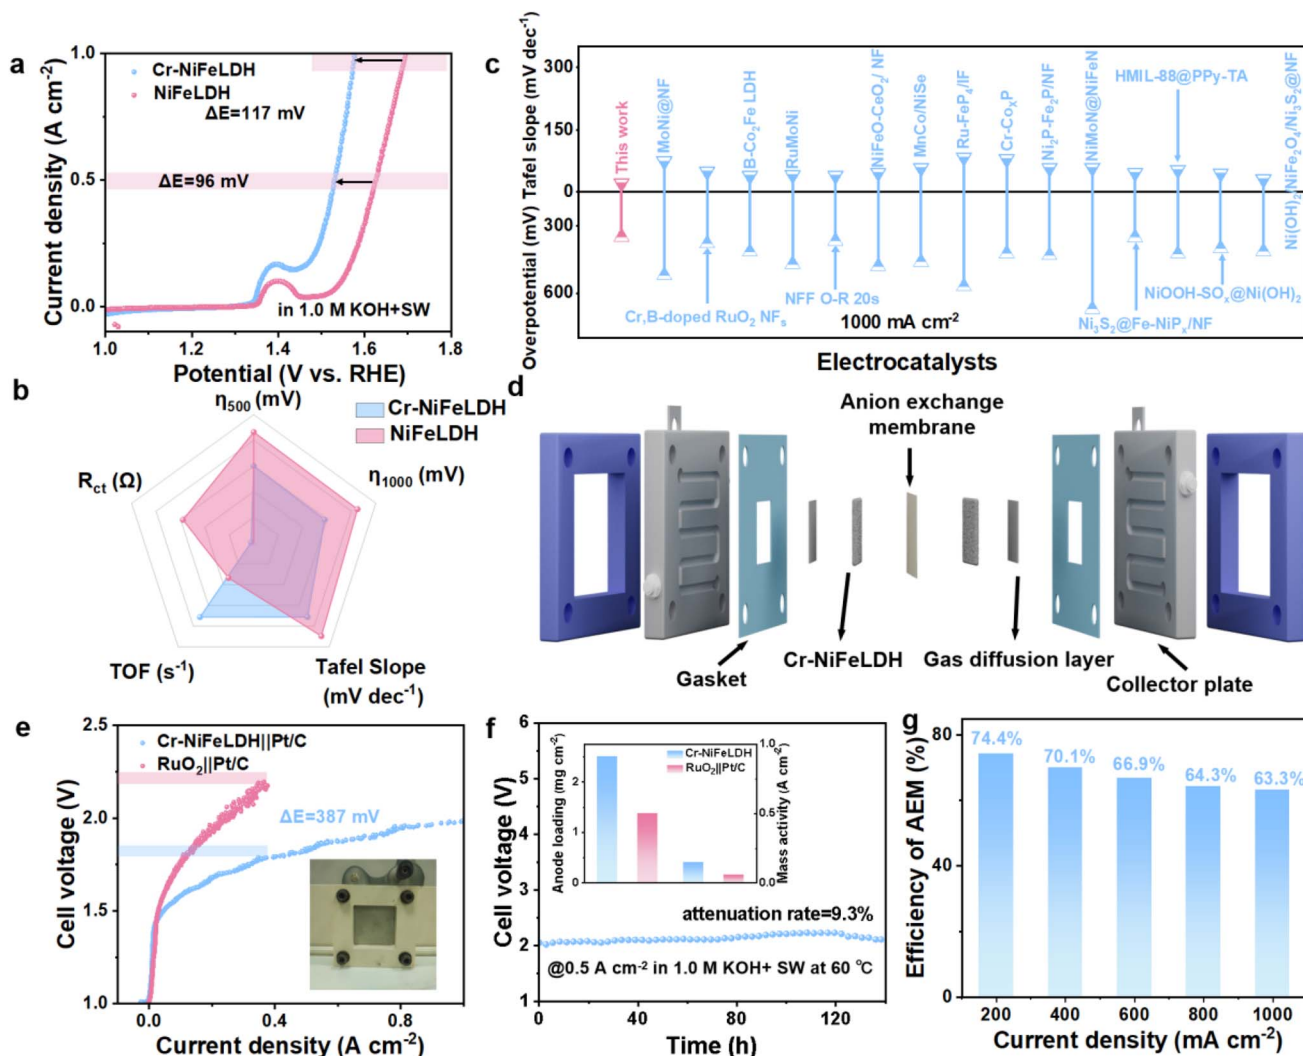 a
Current density (A cm-2)
1.0
0.5
0.0
Cr-NiFeLDH
NiFeLDH
ΔE=117 mV
ΔE=96 mV
in 1.0 M KOH+SW
1.0 1.2 1.4 1.6 1.8
Potential (V vs. RHE)
b
η500 (mV)
Cr-NiFeLDH
NiFeLDH
Rct (Ω)
η1000 (mV)
TOF (s-1)
Tafel Slope
(mV dec-1)
c
Overpotential (mV) Tafel slope (mV dec-1)
300
150
0
300
600
This work
MoNi@NF
Cr,B-doped RuO2 NFs
B-Co2Fe LDH
RuMoNi
NFF O-R 20s
NiFeO-CeO2/ NF
MnCo/NiSe
Ru-FeP4/IF
Cr-CoxP
Ni2P-Fe2P/NF
NiMoN@NiFeN
Ni3S2@Fe-NiPx/NF
HMIL-88@PPy-TA
NiOOH-SOx@Ni(OH)2
Ni(OH)2/NiFe2O4/Ni3S2@NF
1000 mA cm-2
Electrocatalysts
d
Anion exchange
membrane
Gasket
Cr-NiFeLDH
Gas diffusion layer
Collector plate
e
Cell voltage (V)
2.5
2.0
1.5
1.0
Cr-NiFeLDH||Pt/C
RuO2||Pt/C
ΔE=387 mV
0.0 0.4 0.8
Current density (A cm-2)
f
Cell voltage (V)
6
5
4
3
2
1
Anode loading (mg cm-2)
2
1
1
0
Cr-NiFeLDH
RuO2||Pt/C
1.0
0.5
0.0
Mass activity (A cm-2)
attenuation rate=9.3%
@0.5 A cm-2 in 1.0 M KOH+ SW at 60 °C
0 40 80 120
Time (h)
g
Efficiency of AEM (%)
80
40
0
74.4%
70.1%
66.9%
64.3%
63.3%
200 400 600 800 1000
Current density (mA cm-2)